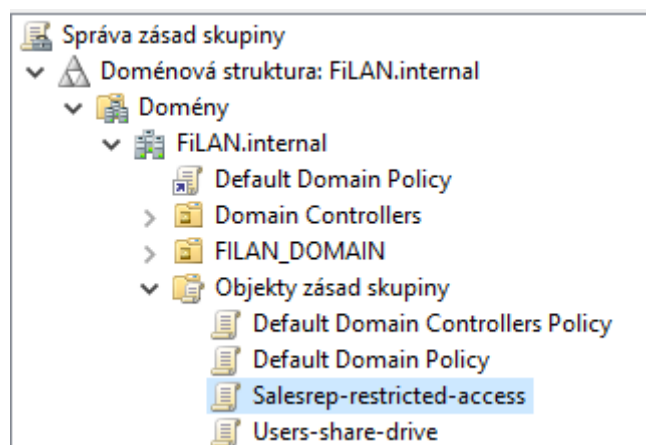 Správa zásad skupiny
Doménová struktura: FiLAN.internal
Domény
FiLAN.internal
Default Domain Policy
Domain Controllers
FILAN_DOMAIN
Objekty zásad skupiny
Default Domain Controllers Policy
Default Domain Policy
Salesrep-restricted-access
Users-share-drive